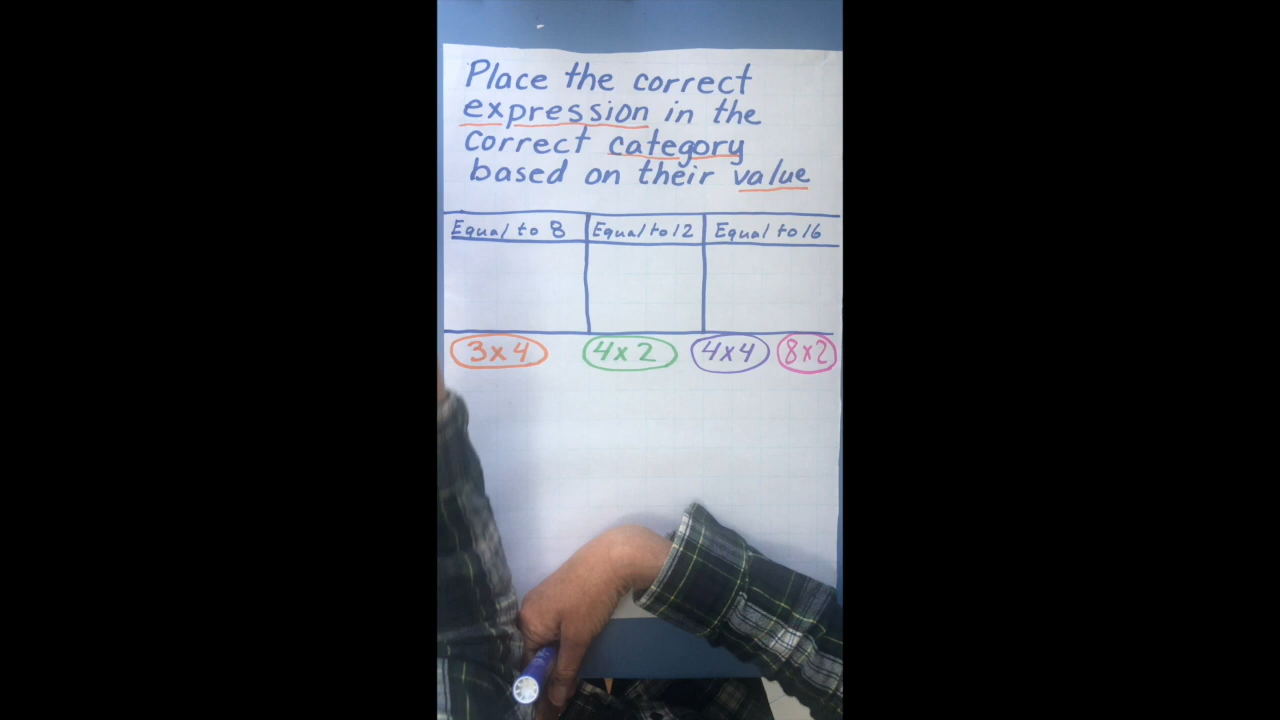 Place the correct
expression in the
correct category
based on their value
Equal to 8 Equal to 12 Equal to 16
3x4 4x2 4x4 8x2